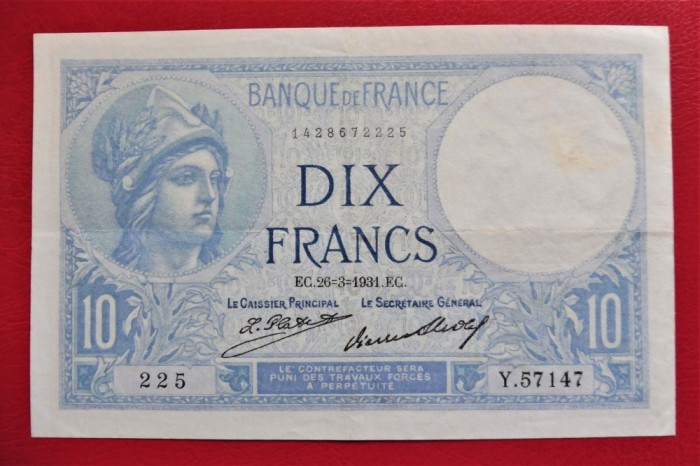 BANQUE DE FRANCE
1428672225
DIX
FRANCS
EC.26=3=1931.EC.
LE CAISSIER PRINCIPAL LE SECRÉTAIRE GÉNÉRAL
10 10
225 Y.57147
LE CONTREFACTEUR SERA
PUNI DES TRAVAUX FORCÉS
À PERPÉTUITÉ